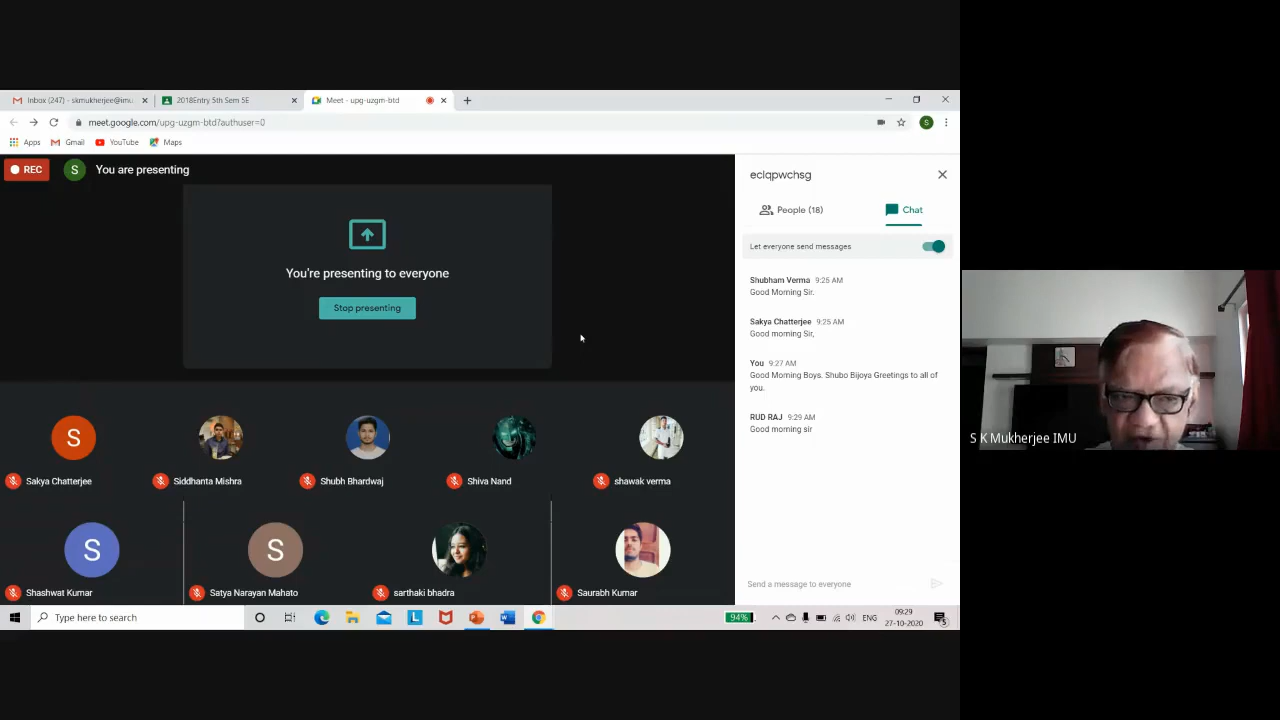 Inbox (247) - skmukherjee@imu.
2018Entry 5th Sem SE
Meet - upg-uzgm-btd
meet.google.com/upg-uzgm-btd?authuser=0
S
Apps
Gmail
YouTube
Maps
REC
S
You are presenting
You're presenting to everyone
Stop presenting
S
Sakya Chatterjee
Siddhanta Mishra
Shubh Bhardwaj
Shiva Nand
shawak verma
S
Shashwat Kumar
S
Satya Narayan Mahato
sarthaki bhadra
Saurabh Kumar
eclqpwchsg
People (18)
Chat
Let everyone send messages
Shubham Verma 9:25 AM
Good Morning Sir.
Sakya Chatterjee 9:25 AM
Good morning Sir,
You 9:27 AM
Good Morning Boys. Shubo Bijoya Greetings to all of
you.
RUD RAJ 9:29 AM
Good morning sir
Send a message to everyone
S K Mukherjee IMU
Type here to search
L
94%
ENG
09:29
27-10-2020
5